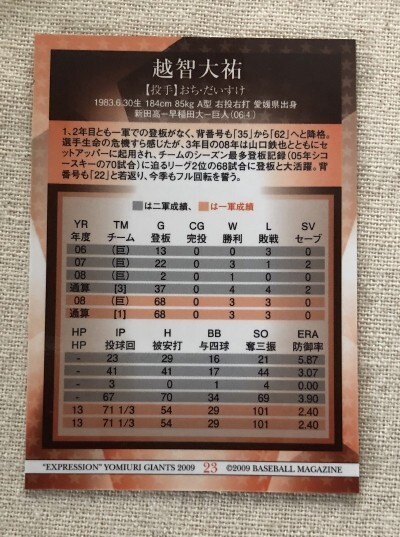 越智大祐
【投手】おち・だいすけ
1983.6.30生 184cm 85kg A型 右投右打 愛媛県出身
新田高―早稲田大―巨人(06④)
1、2年目とも一軍での登板がなく、背番号も「35」から「62」へと降格。
選手生命の危機すら感じたが、3年目の08年は山口鉄也とともにセ
ットアッパーに起用され、チームのシーズン最多登板記録(05年シコ
ースキーの70試合)に迫るリーグ2位の68試合に登板と大活躍。背
番号も「22」と若返り、今季もフル回転を誓う。
■は二軍成績、■は一軍成績
YR TM G CG W L SV
年度 チーム 登板 完投 勝利 敗戦 セーブ
06 (巨) 13 0 0 3 0
07 (巨) 22 0 3 1 2
08 (巨) 2 0 1 0 0
通算 [3] 37 0 4 4 2
08 (巨) 68 0 3 3 0
通算 [1] 68 0 3 3 0
HP IP H BB SO ERA
HP 投球回 被安打 与四球 奪三振 防御率
- 23 29 16 21 5.87
- 41 41 17 44 3.07
- 3 0 1 4 0.00
- 67 70 34 69 3.90
13 71 1/3 54 29 101 2.40
13 71 1/3 54 29 101 2.40
"EXPRESSION" YOMIURI GIANTS 2009 23 ©2009 BASEBALL MAGAZINE